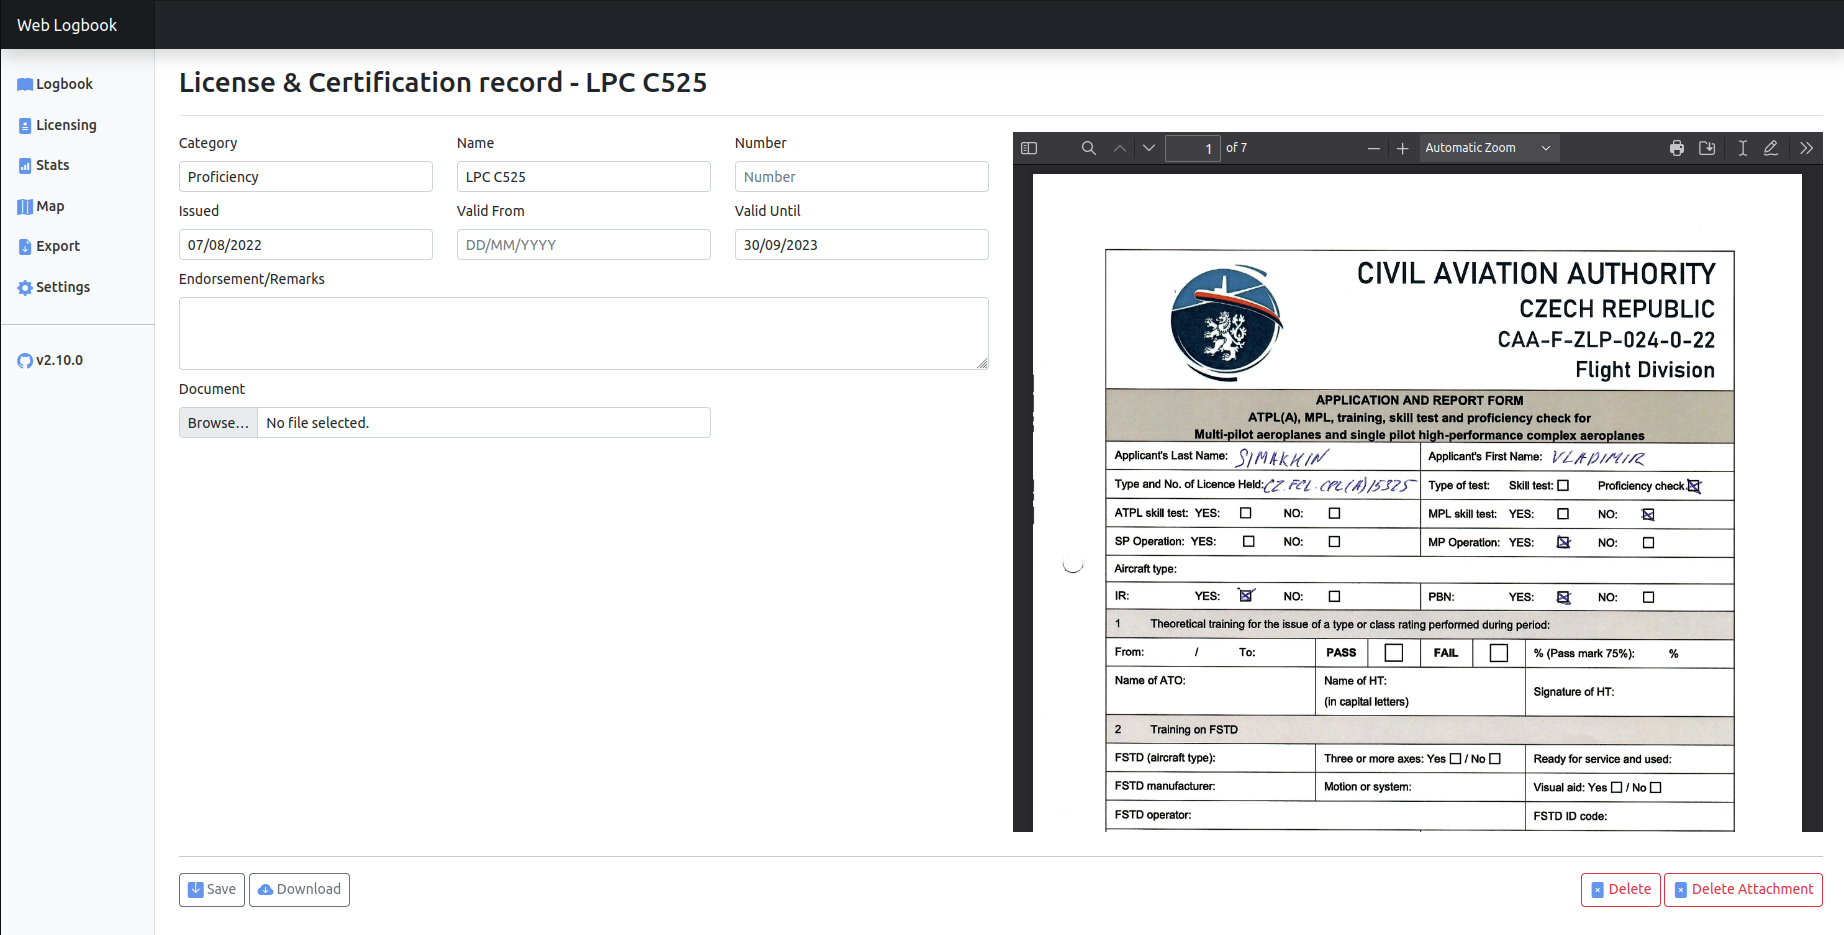 Web Logbook
Logbook
Licensing
Stats
Map
Export
Settings
v2.10.0
License & Certification record - LPC C525
Category
Name
Number
Proficiency
LPC C525
Number
Issued
Valid From
Valid Until
07/08/2022
DD/MM/YYYY
30/09/2023
Endorsement/Remarks
Document
Browse... No file selected.
Save
Download
Delete
Delete Attachment
1 of 7
Automatic Zoom
CIVIL AVIATION AUTHORITY
CZECH REPUBLIC
CAA-F-ZLP-024-0-22
Flight Division
APPLICATION AND REPORT FORM
ATPL(A), MPL, training, skill test and proficiency check for
Multi-pilot aeroplanes and single pilot high-performance complex aeroplanes
Applicant's Last Name: SIMAKHIN Applicant's First Name: VLADIMIR
Type and No. of Licence Held: CZ.FCL.CPL(A)15325 Type of test: Skill test: Proficiency check
ATPL skill test: YES: NO: MPL skill test: YES: NO:
SP Operation: YES: NO: MP Operation: YES: NO:
Aircraft type:
IR: YES: NO: PBN: YES: NO:
1 Theoretical training for the issue of a type or class rating performed during period:
From: / To: PASS FAIL % (Pass mark 75%): %
Name of ATO: Name of HT:
(in capital letters) Signature of HT:
2 Training on FSTD
FSTD (aircraft type): Three or more axes: Yes / No Ready for service and used:
FSTD manufacturer: Motion or system: Visual aid: Yes / No
FSTD operator: FSTD ID code: